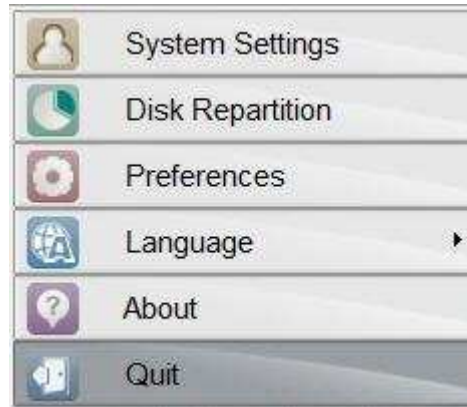 System Settings
Disk Repartition
Preferences
Language
About
Quit